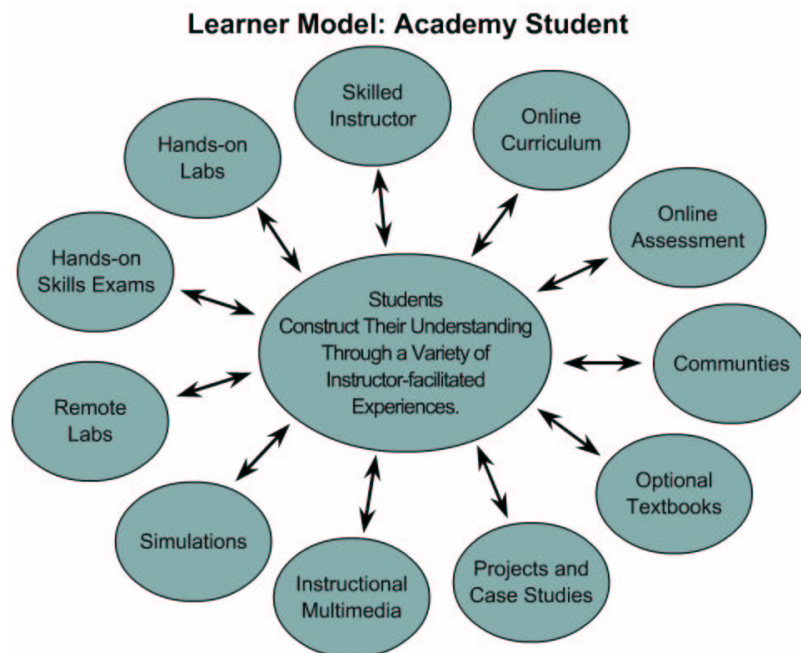 Learner Model: Academy Student
Skilled
Instructor
Online
Curriculum
Online
Assessment
Communties
Optional
Textbooks
Projects and
Case Studies
Instructional
Multimedia
Simulations
Remote
Labs
Hands-on
Skills Exams
Hands-on
Labs
Students
Construct Their Understanding
Through a Variety of
Instructor-facilitated
Experiences.